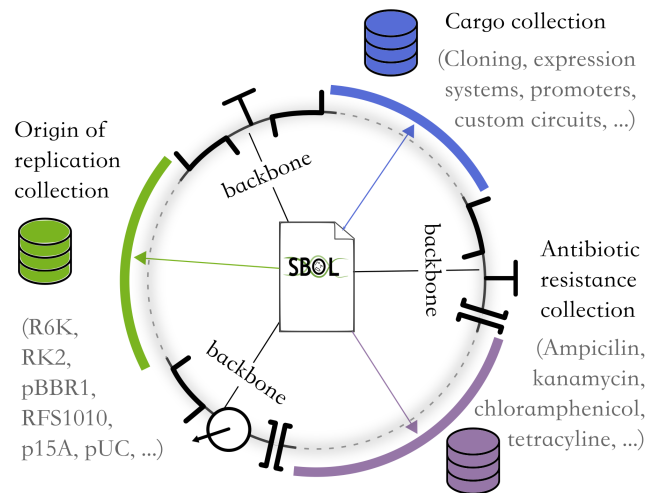 Cargo collection
(Cloning, expression
systems, promoters,
custom circuits, ...)
Origin of
replication
collection
(R6K,
RK2,
pBBR1,
RFS1010,
p15A, pUC, ...)
backbone
backbone
backbone
SBOL
Antibiotic
resistance
collection
(Ampicilin,
kanamycin,
chloramphenicol,
tetracyline, ...)